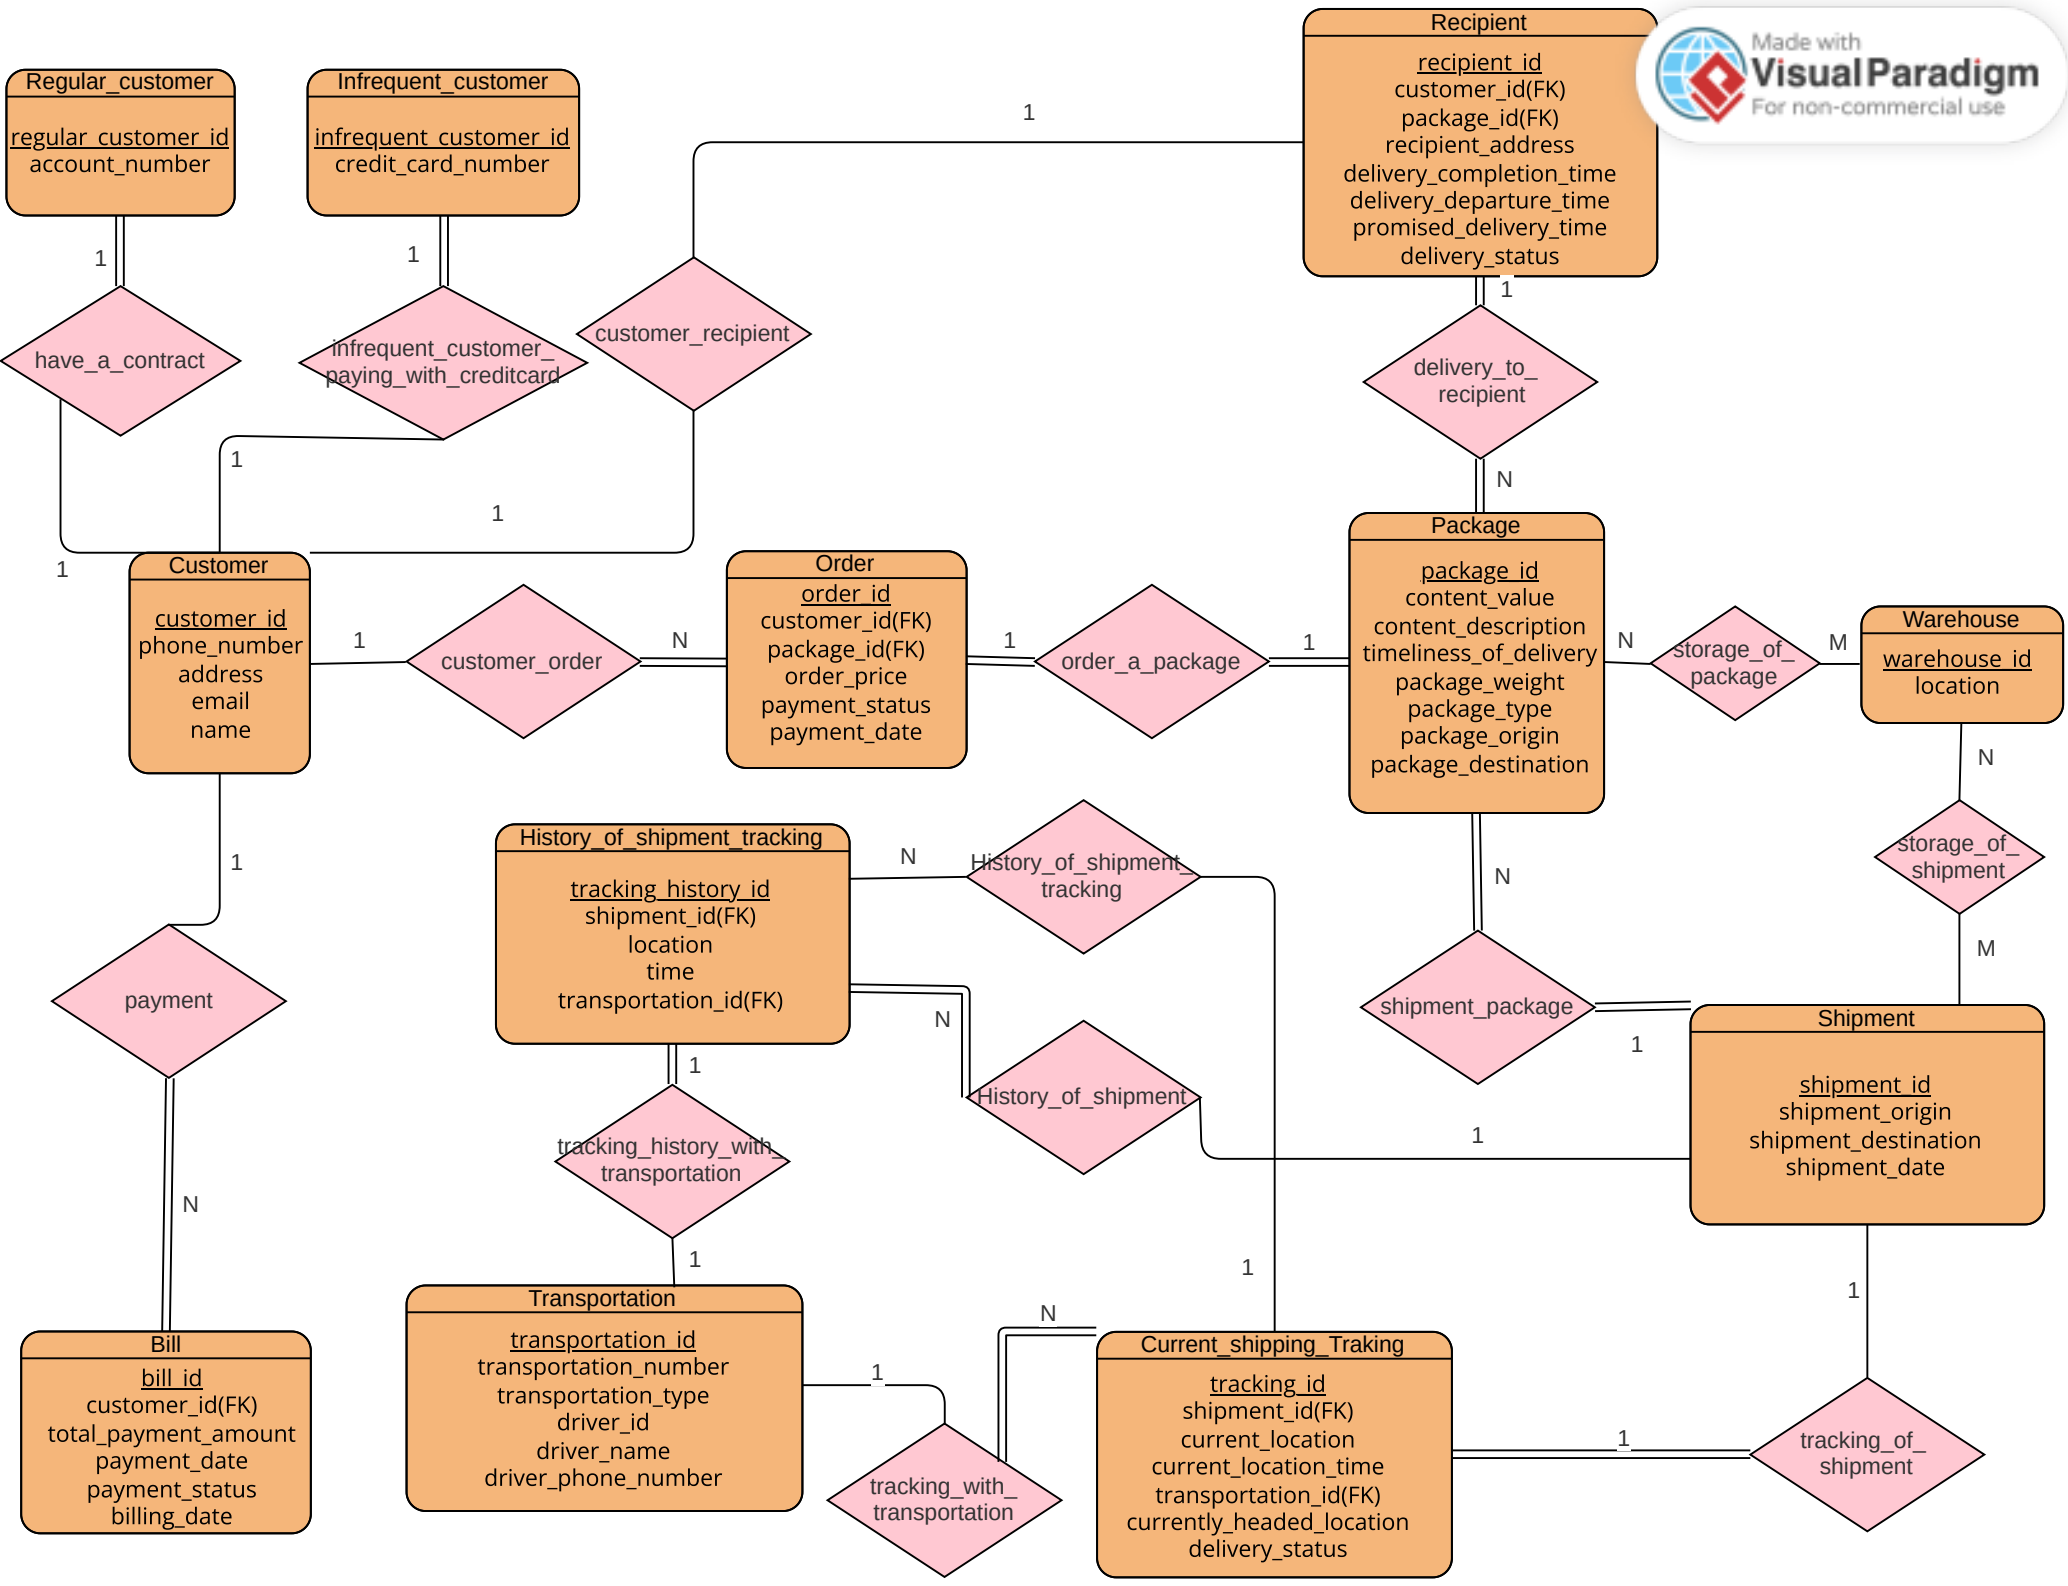 Recipient
recipient_id
customer_id(FK)
package_id(FK)
recipient_address
delivery_completion_time
delivery_departure_time
promised_delivery_time
delivery_status
Made with
Visual Paradigm
For non-commercial use
Regular_customer
regular_customer_id
account_number
Infrequent_customer
infrequent_customer_id
credit_card_number
1
1
1
1
have_a_contract
infrequent_customer_
paying_with_creditcard
customer_recipient
delivery_to_
recipient
1
1
1
N
Customer
customer_id
phone_number
address
email
name
1
customer_order
N
Order
order_id
customer_id(FK)
package_id(FK)
order_price
payment_status
payment_date
1
order_a_package
1
Package
package_id
content_value
content_description
timeliness_of_delivery
package_weight
package_type
package_origin
package_destination
N
storage_of_
package
M
Warehouse
warehouse_id
location
N
storage_of_
shipment
M
1
payment
N
History_of_shipment_tracking
tracking_history_id
shipment_id(FK)
location
time
transportation_id(FK)
N
History_of_shipment_
tracking
N
History_of_shipment
1
N
shipment_package
1
Shipment
shipment_id
shipment_origin
shipment_destination
shipment_date
1
tracking_history_with_
transportation
1
1
1
Bill
bill_id
customer_id(FK)
total_payment_amount
payment_date
payment_status
billing_date
Transportation
transportation_id
transportation_number
transportation_type
driver_id
driver_name
driver_phone_number
1
N
tracking_with_
transportation
Current_shipping_Traking
tracking_id
shipment_id(FK)
current_location
current_location_time
transportation_id(FK)
currently_headed_location
delivery_status
1
tracking_of_
shipment